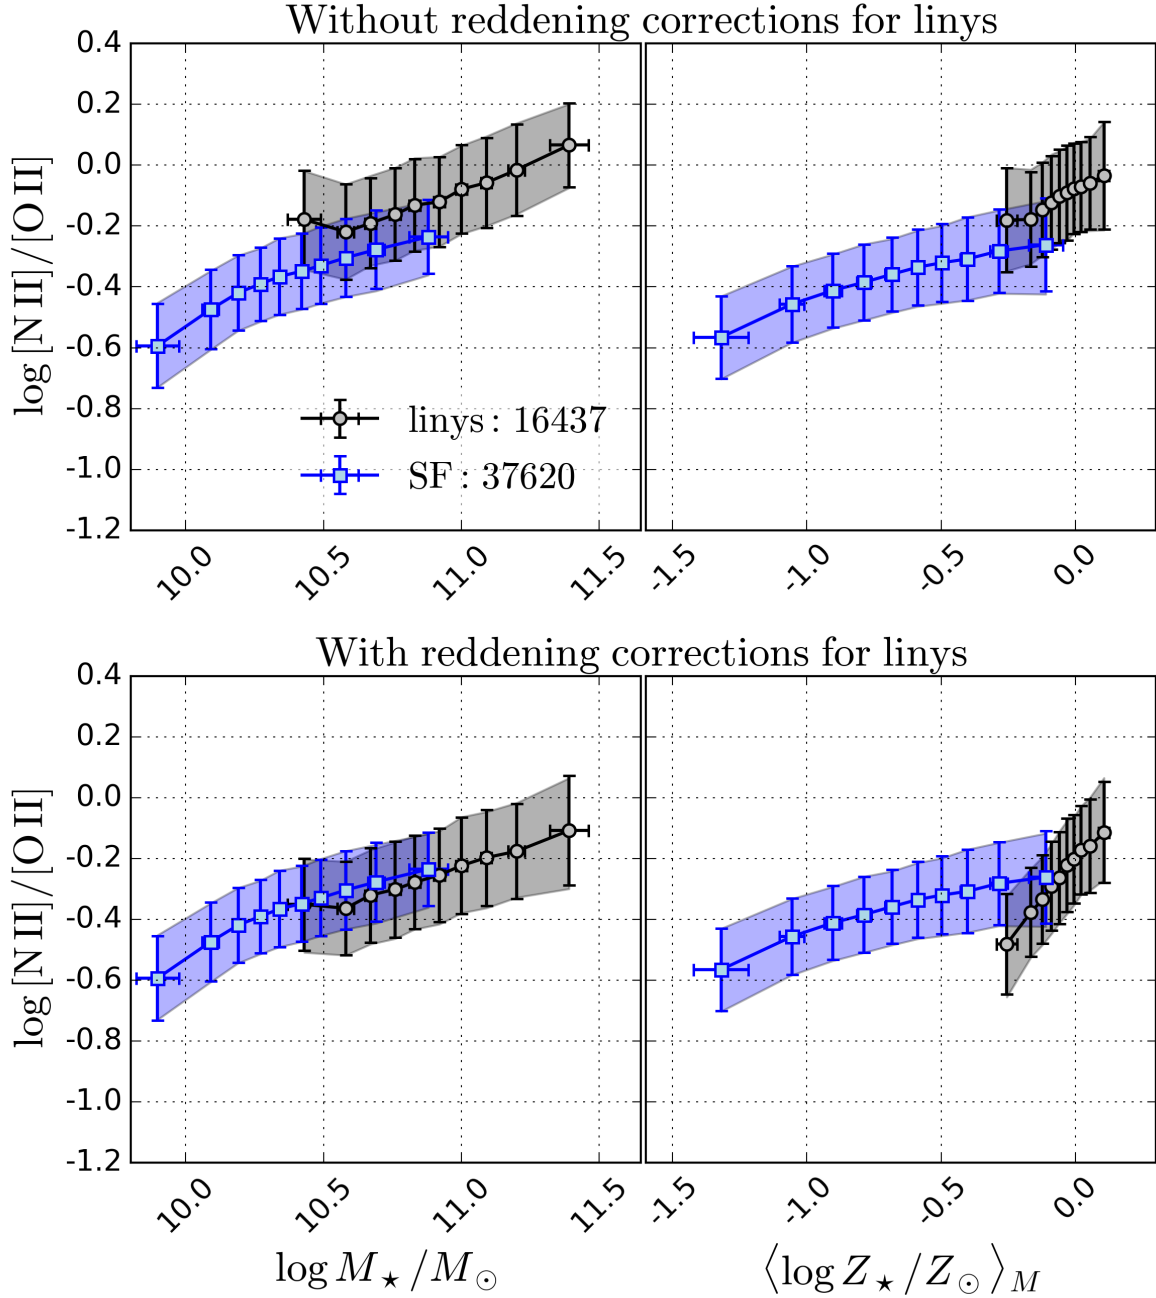 Without reddening corrections for linys
log [N II]/[O II]
0.4
0.2
0.0
-0.2
-0.4
-0.6
-0.8
-1.0
-1.2
linys: 16437
SF: 37620
10.0 10.5 11.0 11.5
-1.5 -1.0 -0.5 0.0
With reddening corrections for linys
log [N II]/[O II]
0.4
0.2
0.0
-0.2
-0.4
-0.6
-0.8
-1.0
-1.2
10.0 10.5 11.0 11.5
-1.5 -1.0 -0.5 0.0
log M⋆/M⊙
⟨log Z⋆/Z⊙⟩M